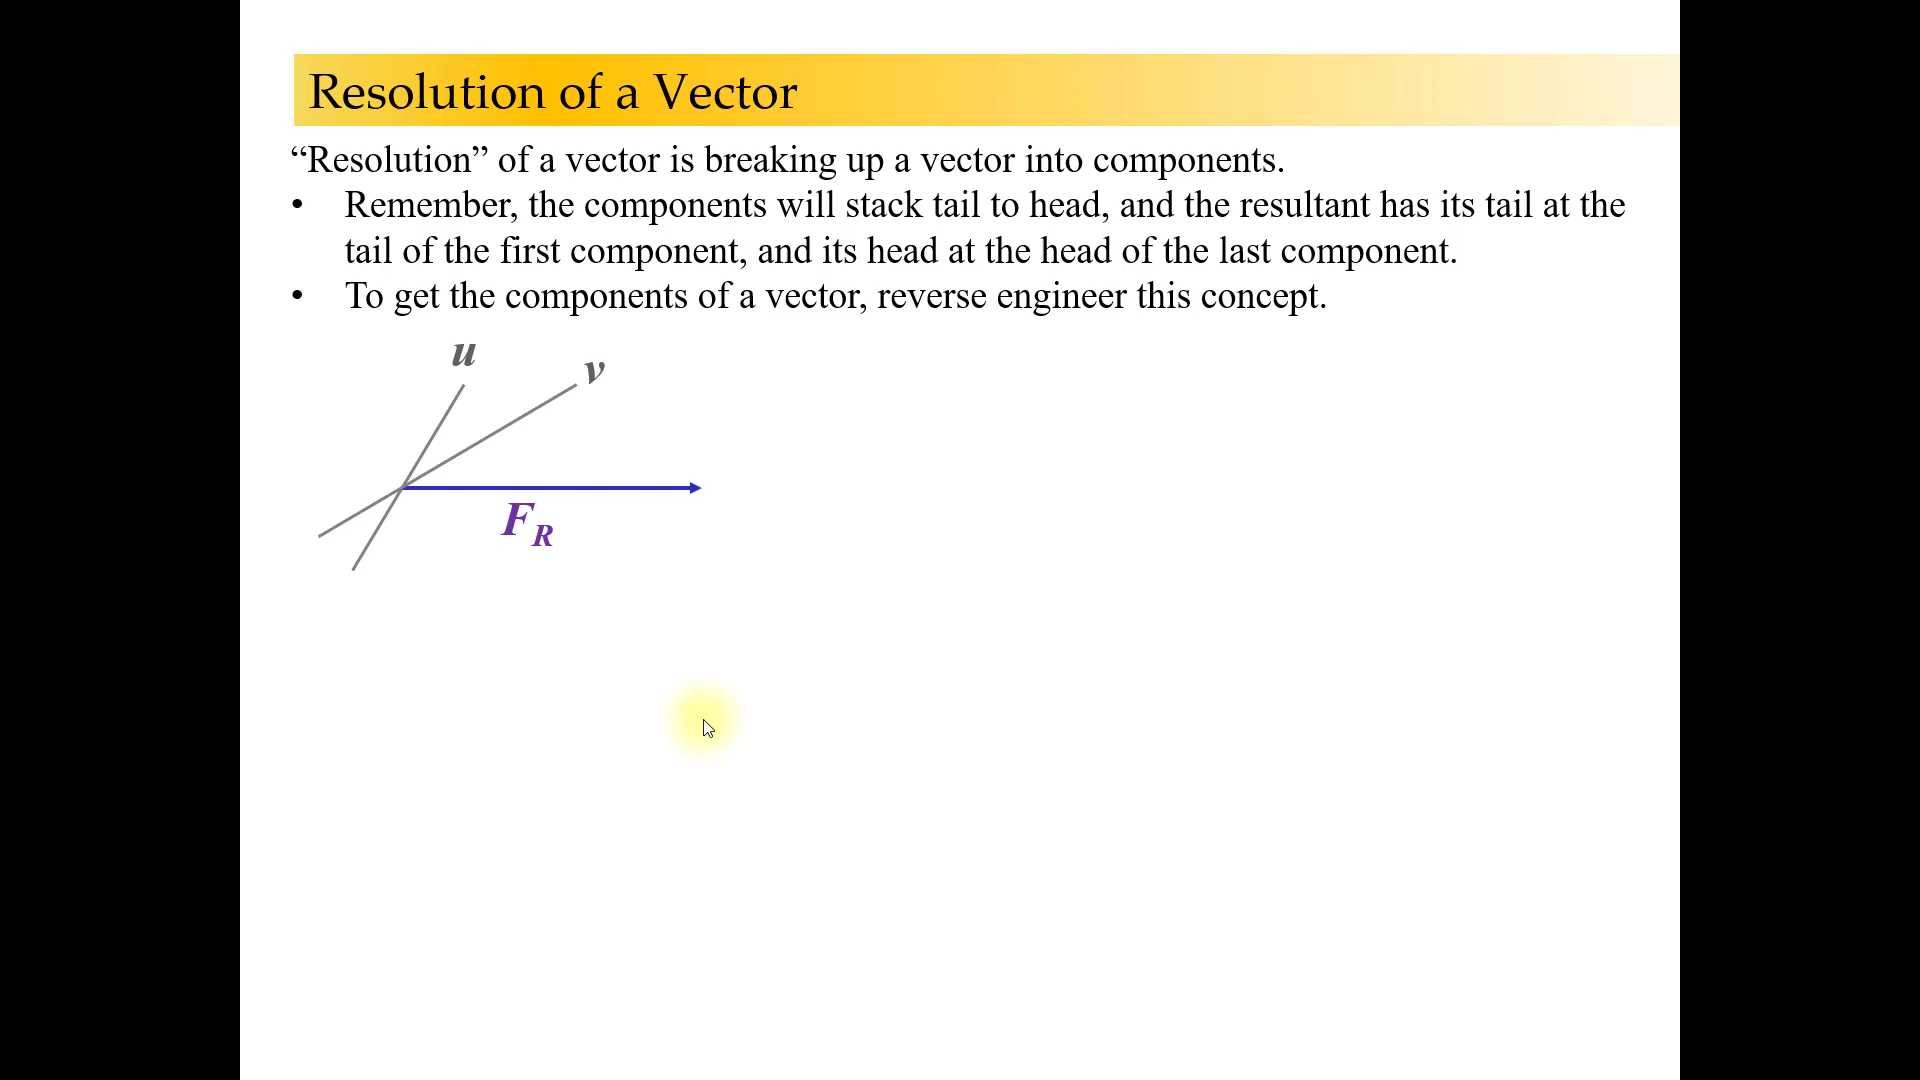 Resolution of a Vector
“Resolution” of a vector is breaking up a vector into components.
• Remember, the components will stack tail to head, and the resultant has its tail at the
tail of the first component, and its head at the head of the last component.
• To get the components of a vector, reverse engineer this concept.
u
v
F_R